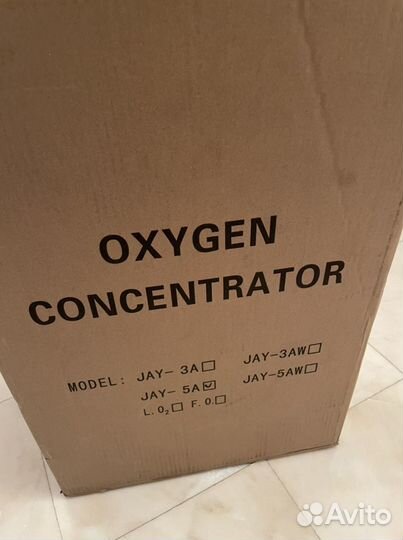 OXYGEN
CONCENTRATOR
MODEL: JAY- 3A☐ JAY-3AW☐
JAY- 5A☑ JAY-5AW☐
L.O₂☐ F.O.☐
Avito